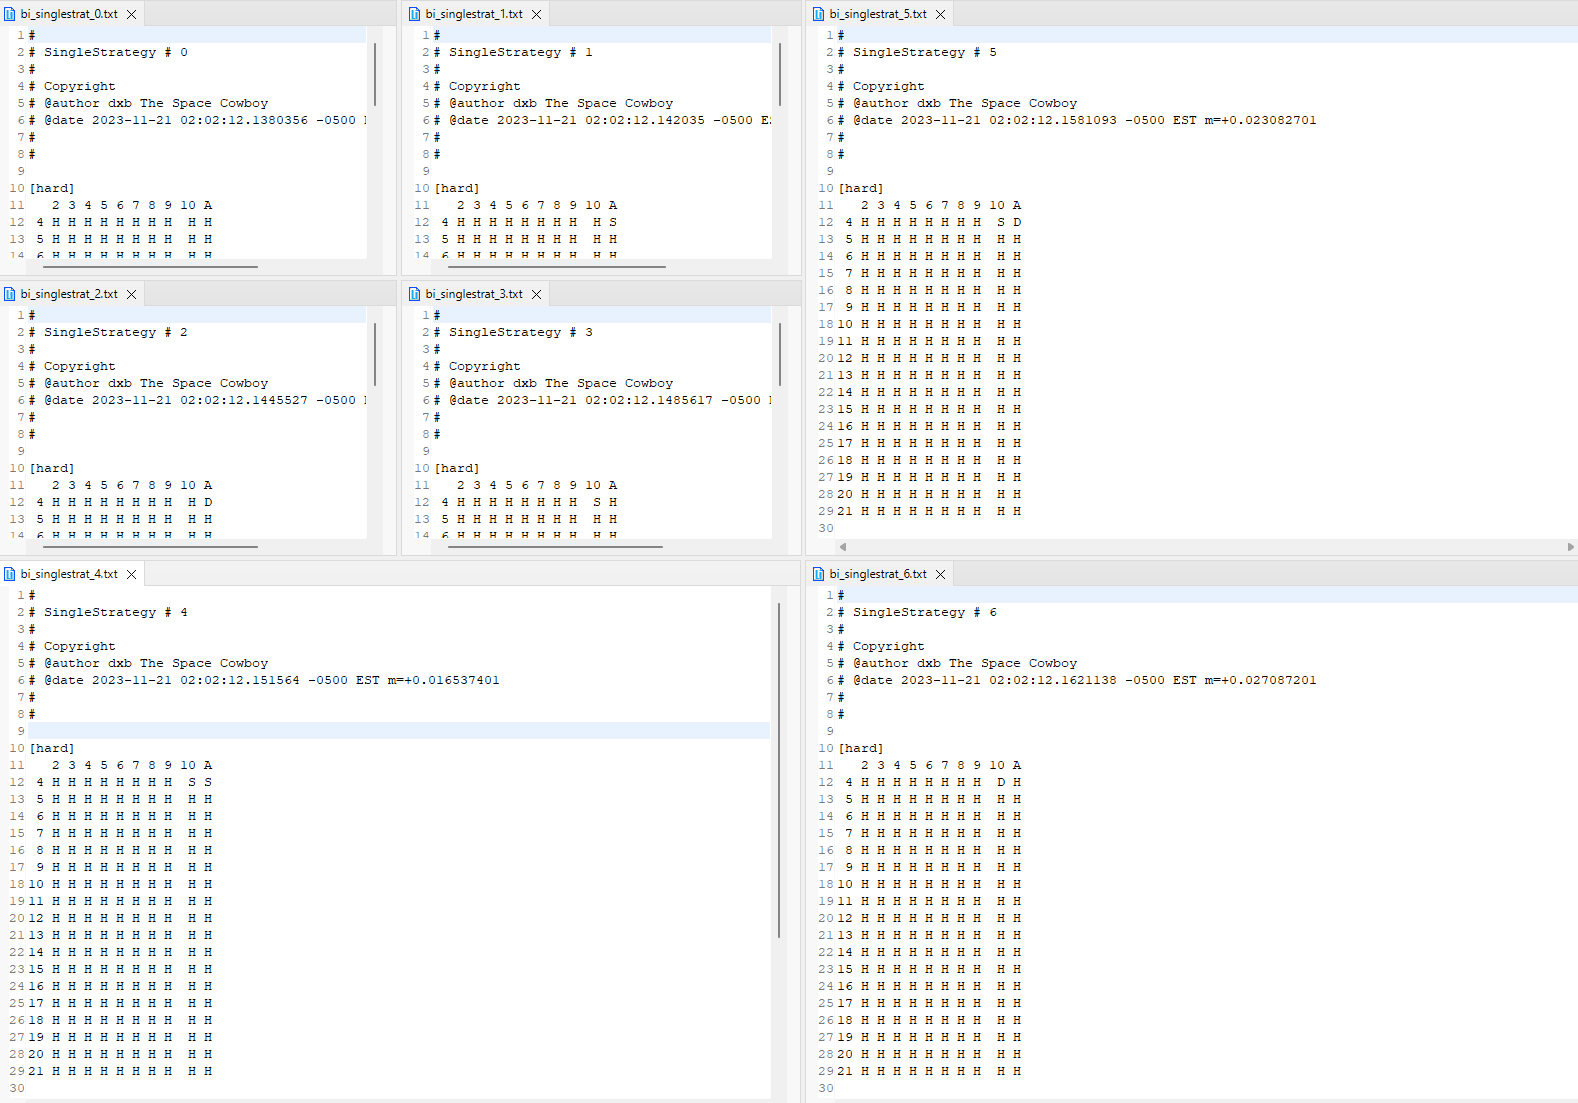 bi_singlestrat_0.txt
1 #
2 # SingleStrategy # 0
3 #
4 # Copyright
5 # @author dxb The Space Cowboy
6 # @date 2023-11-21 02:02:12.1380356 -0500
7 #
8 #
9
10 [hard]
11    2 3 4 5 6 7 8 9 10 A
12  4 H H H H H H H H  H H
13  5 H H H H H H H H  H H
14  6 H H H H H H H H  H H
bi_singlestrat_1.txt
1 #
2 # SingleStrategy # 1
3 #
4 # Copyright
5 # @author dxb The Space Cowboy
6 # @date 2023-11-21 02:02:12.142035 -0500 E
7 #
8 #
9
10 [hard]
11    2 3 4 5 6 7 8 9 10 A
12  4 H H H H H H H H  H S
13  5 H H H H H H H H  H H
14  6 H H H H H H H H  H H
bi_singlestrat_2.txt
1 #
2 # SingleStrategy # 2
3 #
4 # Copyright
5 # @author dxb The Space Cowboy
6 # @date 2023-11-21 02:02:12.1445527 -0500
7 #
8 #
9
10 [hard]
11    2 3 4 5 6 7 8 9 10 A
12  4 H H H H H H H H  H D
13  5 H H H H H H H H  H H
14  6 H H H H H H H H  H H
bi_singlestrat_3.txt
1 #
2 # SingleStrategy # 3
3 #
4 # Copyright
5 # @author dxb The Space Cowboy
6 # @date 2023-11-21 02:02:12.1485617 -0500
7 #
8 #
9
10 [hard]
11    2 3 4 5 6 7 8 9 10 A
12  4 H H H H H H H H  S H
13  5 H H H H H H H H  H H
14  6 H H H H H H H H  H H
bi_singlestrat_4.txt
1 #
2 # SingleStrategy # 4
3 #
4 # Copyright
5 # @author dxb The Space Cowboy
6 # @date 2023-11-21 02:02:12.151564 -0500 EST m=+0.016537401
7 #
8 #
9
10 [hard]
11    2 3 4 5 6 7 8 9 10 A
12  4 H H H H H H H H  S S
13  5 H H H H H H H H  H H
14  6 H H H H H H H H  H H
15  7 H H H H H H H H  H H
16  8 H H H H H H H H  H H
17  9 H H H H H H H H  H H
18 10 H H H H H H H H  H H
19 11 H H H H H H H H  H H
20 12 H H H H H H H H  H H
21 13 H H H H H H H H  H H
22 14 H H H H H H H H  H H
23 15 H H H H H H H H  H H
24 16 H H H H H H H H  H H
25 17 H H H H H H H H  H H
26 18 H H H H H H H H  H H
27 19 H H H H H H H H  H H
28 20 H H H H H H H H  H H
29 21 H H H H H H H H  H H
30
bi_singlestrat_5.txt
1 #
2 # SingleStrategy # 5
3 #
4 # Copyright
5 # @author dxb The Space Cowboy
6 # @date 2023-11-21 02:02:12.1581093 -0500 EST m=+0.023082701
7 #
8 #
9
10 [hard]
11    2 3 4 5 6 7 8 9 10 A
12  4 H H H H H H H H  S D
13  5 H H H H H H H H  H H
14  6 H H H H H H H H  H H
15  7 H H H H H H H H  H H
16  8 H H H H H H H H  H H
17  9 H H H H H H H H  H H
18 10 H H H H H H H H  H H
19 11 H H H H H H H H  H H
20 12 H H H H H H H H  H H
21 13 H H H H H H H H  H H
22 14 H H H H H H H H  H H
23 15 H H H H H H H H  H H
24 16 H H H H H H H H  H H
25 17 H H H H H H H H  H H
26 18 H H H H H H H H  H H
27 19 H H H H H H H H  H H
28 20 H H H H H H H H  H H
29 21 H H H H H H H H  H H
30
bi_singlestrat_6.txt
1 #
2 # SingleStrategy # 6
3 #
4 # Copyright
5 # @author dxb The Space Cowboy
6 # @date 2023-11-21 02:02:12.1621138 -0500 EST m=+0.027087201
7 #
8 #
9
10 [hard]
11    2 3 4 5 6 7 8 9 10 A
12  4 H H H H H H H H  D H
13  5 H H H H H H H H  H H
14  6 H H H H H H H H  H H
15  7 H H H H H H H H  H H
16  8 H H H H H H H H  H H
17  9 H H H H H H H H  H H
18 10 H H H H H H H H  H H
19 11 H H H H H H H H  H H
20 12 H H H H H H H H  H H
21 13 H H H H H H H H  H H
22 14 H H H H H H H H  H H
23 15 H H H H H H H H  H H
24 16 H H H H H H H H  H H
25 17 H H H H H H H H  H H
26 18 H H H H H H H H  H H
27 19 H H H H H H H H  H H
28 20 H H H H H H H H  H H
29 21 H H H H H H H H  H H
30